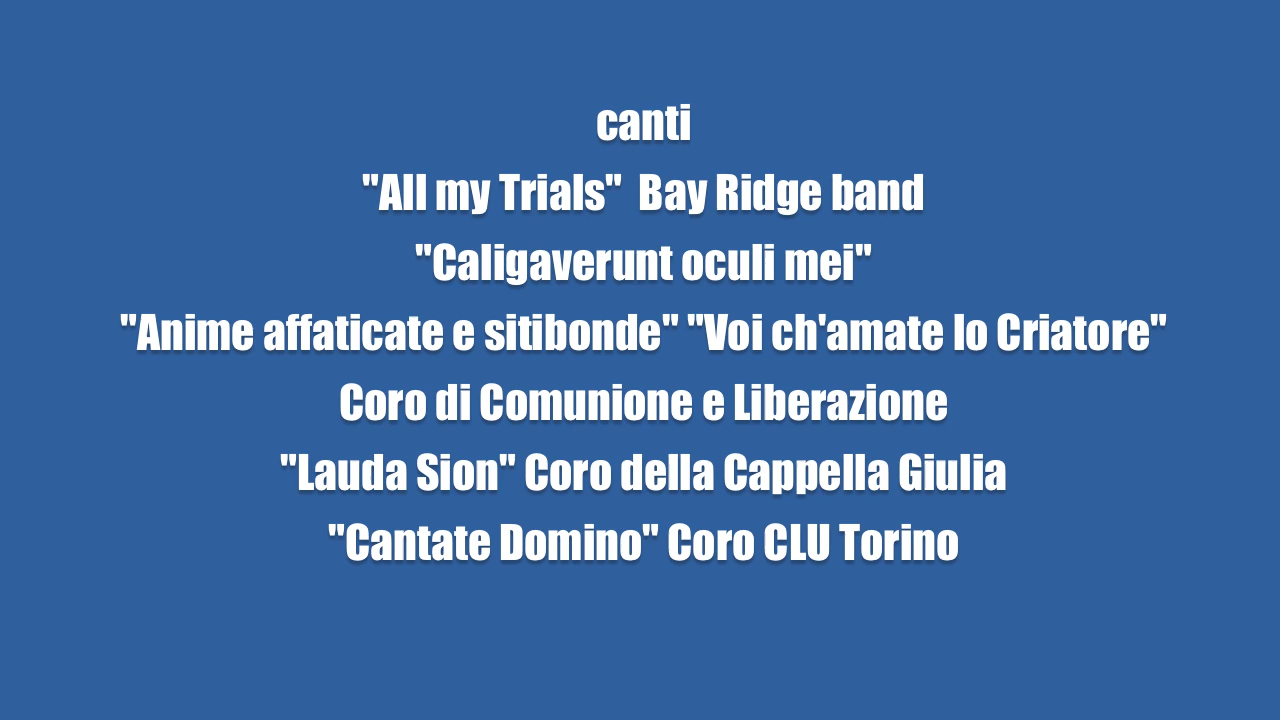 canti
"All my Trials"  Bay Ridge band
"Caligaverunt oculi mei"
"Anime affaticate e sitibonde" "Voi ch'amate lo Criatore"
Coro di Comunione e Liberazione
"Lauda Sion" Coro della Cappella Giulia
"Cantate Domino" Coro CLU Torino